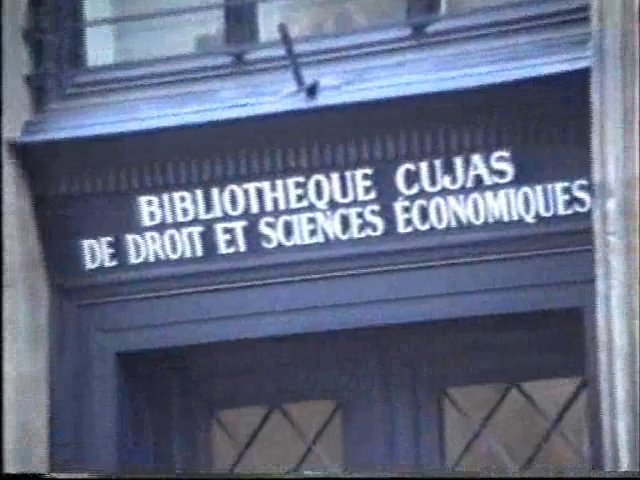 BIBLIOTHEQUE CUJAS
DE DROIT ET SCIENCES ÉCONOMIQUES